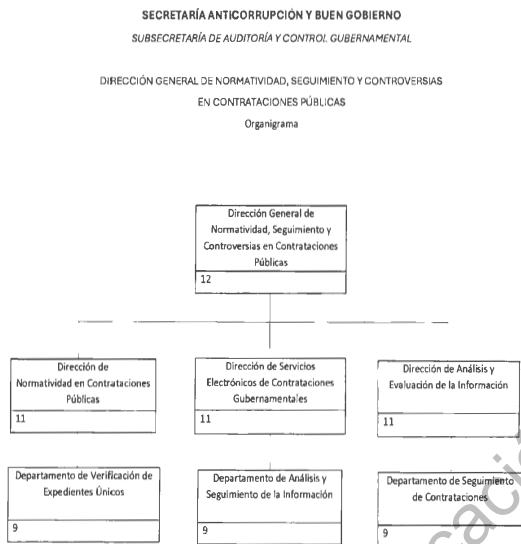 SECRETARÍA ANTICORRUPCIÓN Y BUEN GOBIERNO
SUBSECRETARÍA DE AUDITORÍA Y CONTROL GUBERNAMENTAL
DIRECCIÓN GENERAL DE NORMATIVIDAD, SEGUIMIENTO Y CONTROVERSIAS
EN CONTRATACIONES PÚBLICAS
Organigrama
Dirección General de
Normatividad, Seguimiento y
Controversias en Contrataciones
Públicas
12
Dirección de
Normatividad en Contrataciones
Públicas
11
Dirección de Servicios
Electrónicos de Contrataciones
Gubernamentales
11
Dirección de Análisis y
Evaluación de la Información
11
Departamento de Verificación de
Expedientes Únicos
9
Departamento de Análisis y
Seguimiento de la Información
9
Departamento de Seguimiento
de Contrataciones
9